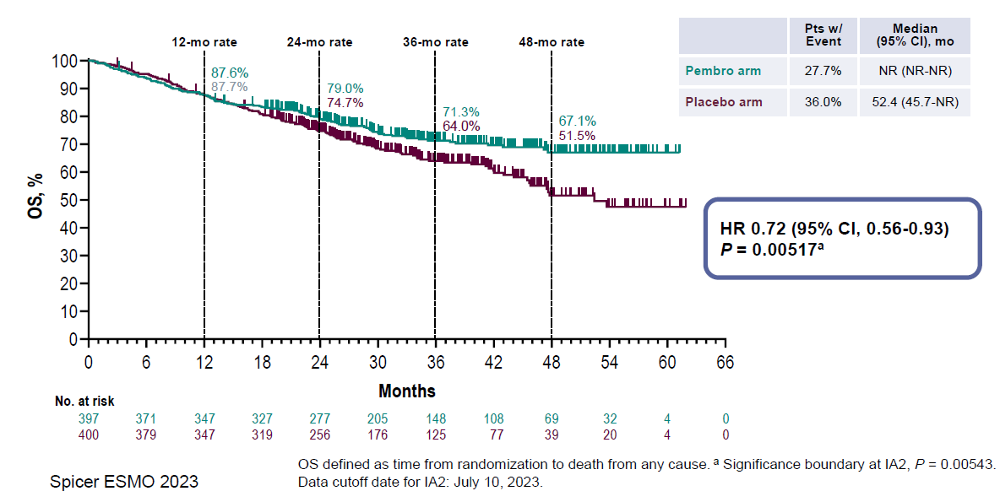 12-mo rate 24-mo rate 36-mo rate 48-mo rate
Pts w/ Event Median (95% CI), mo
Pembro arm 27.7% NR (NR-NR)
Placebo arm 36.0% 52.4 (45.7-NR)
87.6% 79.0% 71.3% 67.1%
87.7% 74.7% 64.0% 51.5%
OS, %
100
90
80
70
60
50
40
30
20
10
0
HR 0.72 (95% CI, 0.56-0.93)
P = 0.00517a
0 6 12 18 24 30 36 42 48 54 60 66
Months
No. at risk
397 371 347 327 277 205 148 108 69 32 4 0
400 379 347 319 256 176 125 77 39 20 4 0
OS defined as time from randomization to death from any cause. a Significance boundary at IA2, P = 0.00543.
Data cutoff date for IA2: July 10, 2023.
Spicer ESMO 2023